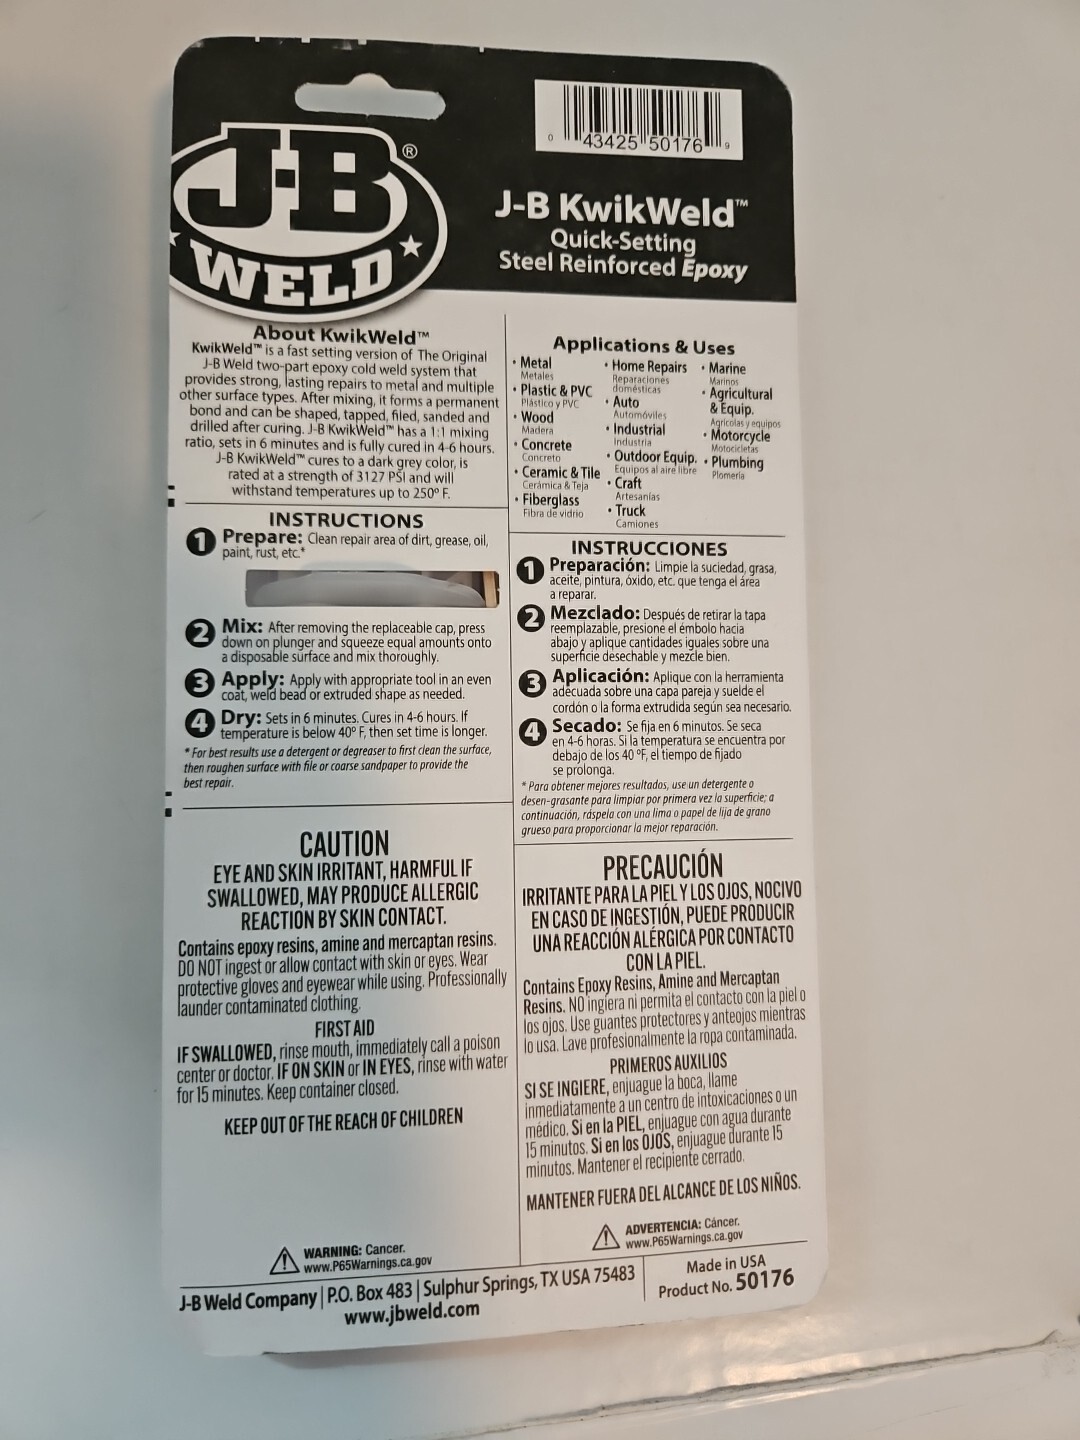 0 43425 50176 9
J-B®
WELD
J-B KwikWeld™
Quick-Setting
Steel Reinforced Epoxy
About KwikWeld™
KwikWeld™ is a fast setting version of The Original
J-B Weld two-part epoxy cold weld system that
provides strong, lasting repairs to metal and multiple
other surface types. After mixing, it forms a permanent
bond and can be shaped, tapped, filed, sanded and
drilled after curing. J-B KwikWeld™ has a 1:1 mixing
ratio, sets in 6 minutes and is fully cured in 4-6 hours.
J-B KwikWeld™ cures to a dark grey color, is
rated at a strength of 3127 PSI and will
withstand temperatures up to 250° F.
Applications & Uses
• Metal
Metales
• Plastic & PVC
Plástico y PVC
• Wood
Madera
• Concrete
Concreto
• Ceramic & Tile
Cerámica & Teja
• Fiberglass
Fibra de vidrio
• Home Repairs
Reparaciones
domésticas
• Auto
Automóviles
• Industrial
Industria
• Outdoor Equip.
Equipos al aire libre
• Craft
Artesanías
• Truck
Camiones
• Marine
Marinos
• Agricultural
& Equip.
Agrícolas y equipos
• Motorcycle
Motocicletas
• Plumbing
Plomería
INSTRUCTIONS
1 Prepare: Clean repair area of dirt, grease, oil,
paint, rust, etc.*
2 Mix: After removing the replaceable cap, press
down on plunger and squeeze equal amounts onto
a disposable surface and mix thoroughly.
3 Apply: Apply with appropriate tool in an even
coat, weld bead or extruded shape as needed.
4 Dry: Sets in 6 minutes. Cures in 4-6 hours. If
temperature is below 40° F, then set time is longer.
* For best results use a detergent or degreaser to first clean the surface,
then roughen surface with file or coarse sandpaper to provide the
best repair.
INSTRUCCIONES
1 Preparación: Limpie la suciedad, grasa,
aceite, pintura, óxido, etc. que tenga el área
a reparar.
2 Mezclado: Después de retirar la tapa
reemplazable, presione el émbolo hacia
abajo y aplique cantidades iguales sobre una
superficie desechable y mezcle bien.
3 Aplicación: Aplique con la herramienta
adecuada sobre una capa pareja y suelde el
cordón o la forma extrudida según sea necesario.
4 Secado: Se fija en 6 minutos. Se seca
en 4-6 horas. Si la temperatura se encuentra por
debajo de los 40 °F, el tiempo de fijado
se prolonga.
* Para obtener mejores resultados, use un detergente o
desen-grasante para limpiar por primera vez la superficie; a
continuación, ráspela con una lima o papel de lija de grano
grueso para proporcionar la mejor reparación.
CAUTION
EYE AND SKIN IRRITANT, HARMFUL IF
SWALLOWED, MAY PRODUCE ALLERGIC
REACTION BY SKIN CONTACT.
Contains epoxy resins, amine and mercaptan resins.
DO NOT ingest or allow contact with skin or eyes. Wear
protective gloves and eyewear while using. Professionally
launder contaminated clothing.
FIRST AID
IF SWALLOWED, rinse mouth, immediately call a poison
center or doctor. IF ON SKIN or IN EYES, rinse with water
for 15 minutes. Keep container closed.
KEEP OUT OF THE REACH OF CHILDREN
WARNING: Cancer.
www.P65Warnings.ca.gov
PRECAUCIÓN
IRRITANTE PARA LA PIEL Y LOS OJOS, NOCIVO
EN CASO DE INGESTIÓN, PUEDE PRODUCIR
UNA REACCIÓN ALÉRGICA POR CONTACTO
CON LA PIEL.
Contains Epoxy Resins, Amine and Mercaptan
Resins. NO ingiera ni permita el contacto con la piel o
los ojos. Use guantes protectores y anteojos mientras
lo usa. Lave profesionalmente la ropa contaminada.
PRIMEROS AUXILIOS
SI SE INGIERE, enjuague la boca, llame
inmediatamente a un centro de intoxicaciones o un
médico. Si en la PIEL, enjuague con agua durante
15 minutos. Si en los OJOS, enjuague durante 15
minutos. Mantener el recipiente cerrado.
MANTENER FUERA DEL ALCANCE DE LOS NIÑOS.
ADVERTENCIA: Cáncer.
www.P65Warnings.ca.gov
J-B Weld Company | P.O. Box 483 | Sulphur Springs, TX USA 75483
www.jbweld.com
Made in USA
Product No. 50176